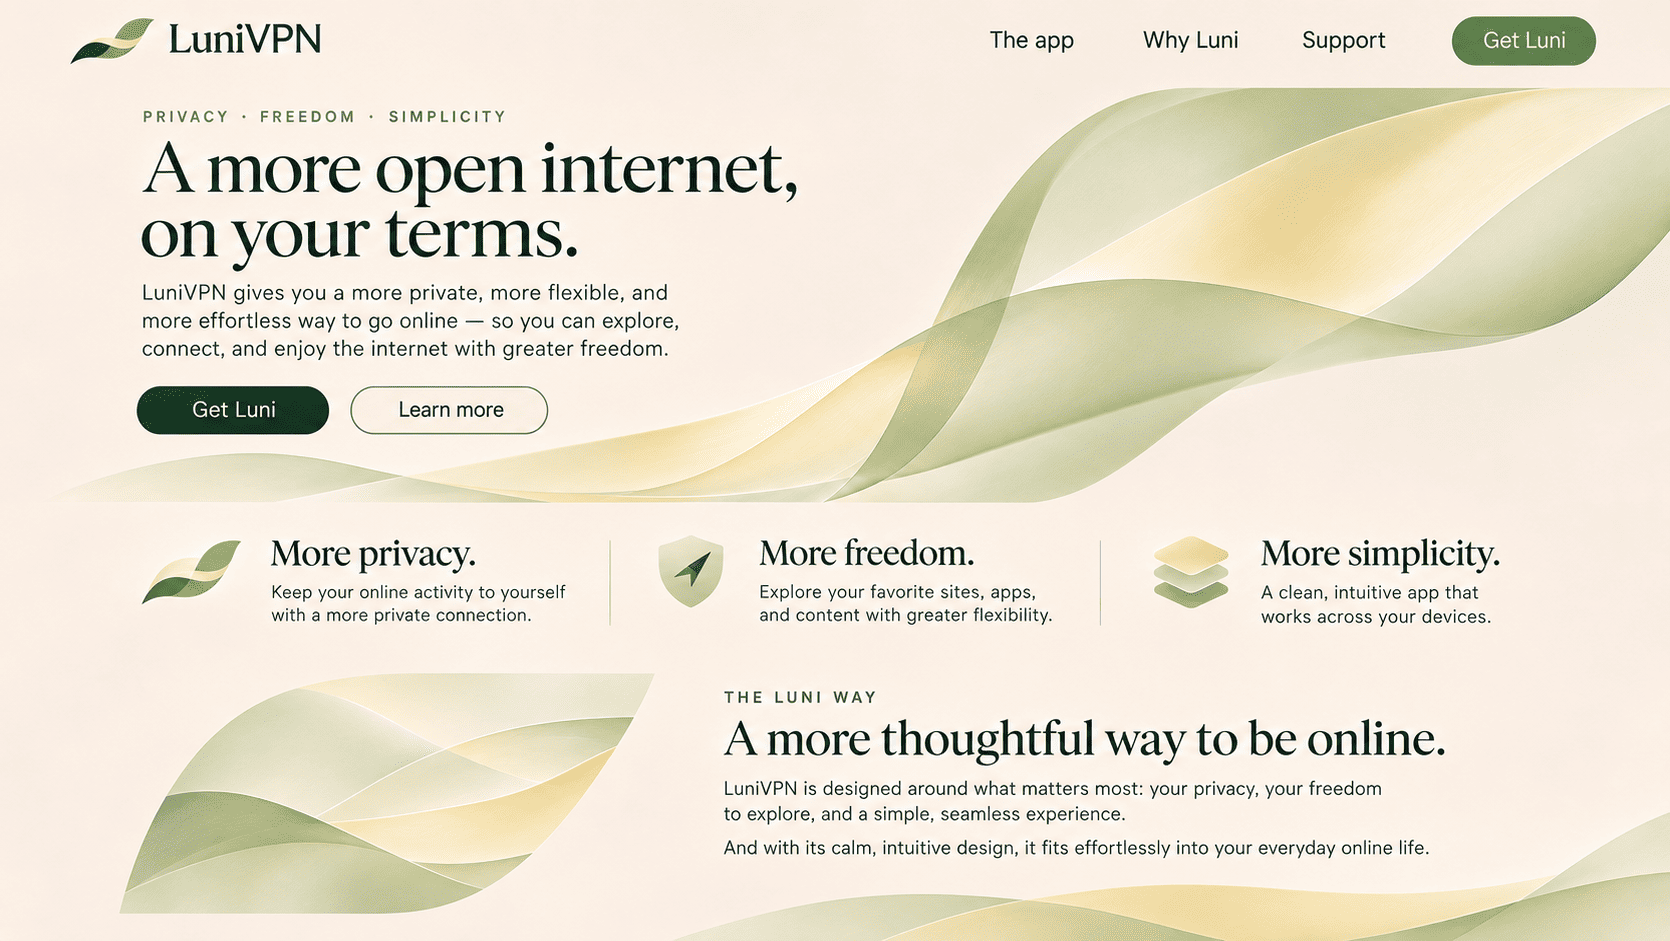 LuniVPN
The app
Why Luni
Support
Get Luni
PRIVACY · FREEDOM · SIMPLICITY
A more open internet,
on your terms.
LuniVPN gives you a more private, more flexible, and
more effortless way to go online — so you can explore,
connect, and enjoy the internet with greater freedom.
Get Luni
Learn more
More privacy.
Keep your online activity to yourself
with a more private connection.
More freedom.
Explore your favorite sites, apps,
and content with greater flexibility.
More simplicity.
A clean, intuitive app that
works across your devices.
THE LUNI WAY
A more thoughtful way to be online.
LuniVPN is designed around what matters most: your privacy, your freedom
to explore, and a simple, seamless experience.
And with its calm, intuitive design, it fits effortlessly into your everyday online life.